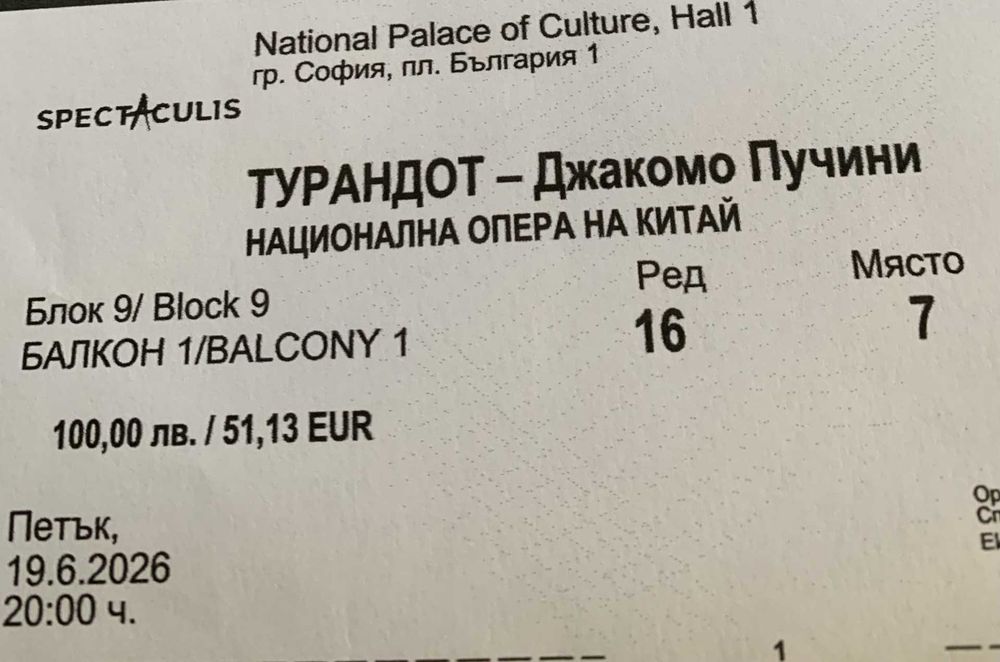 National Palace of Culture, Hall 1
гр. София, пл. България 1
SPECTACULIS
ТУРАНДОТ – Джакомо Пучини
НАЦИОНАЛНА ОПЕРА НА КИТАЙ
Блок 9/ Block 9
БАЛКОН 1/BALCONY 1
Ред
16
Място
7
100,00 лв. / 51,13 EUR
Петък,
19.6.2026
20:00 ч.
1